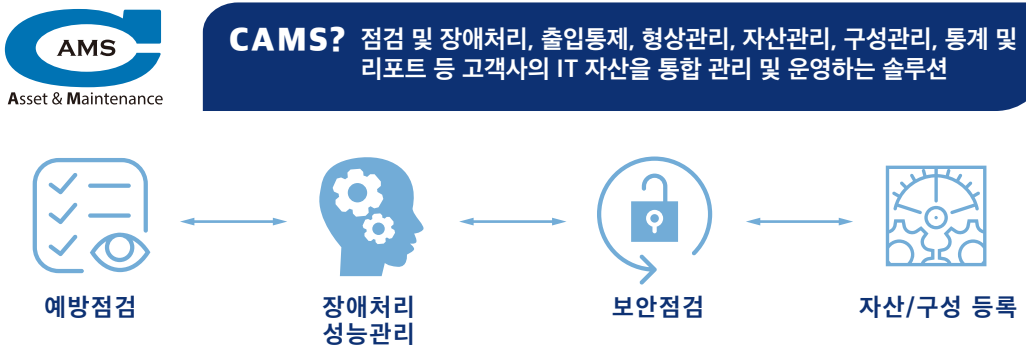 AMS
Asset & Maintenance
CAMS? 점검 및 장애처리, 출입통제, 형상관리, 자산관리, 구성관리, 통계 및
리포트 등 고객사의 IT 자산을 통합 관리 및 운영하는 솔루션
예방점검
장애처리
성능관리
보안점검
자산/구성 등록